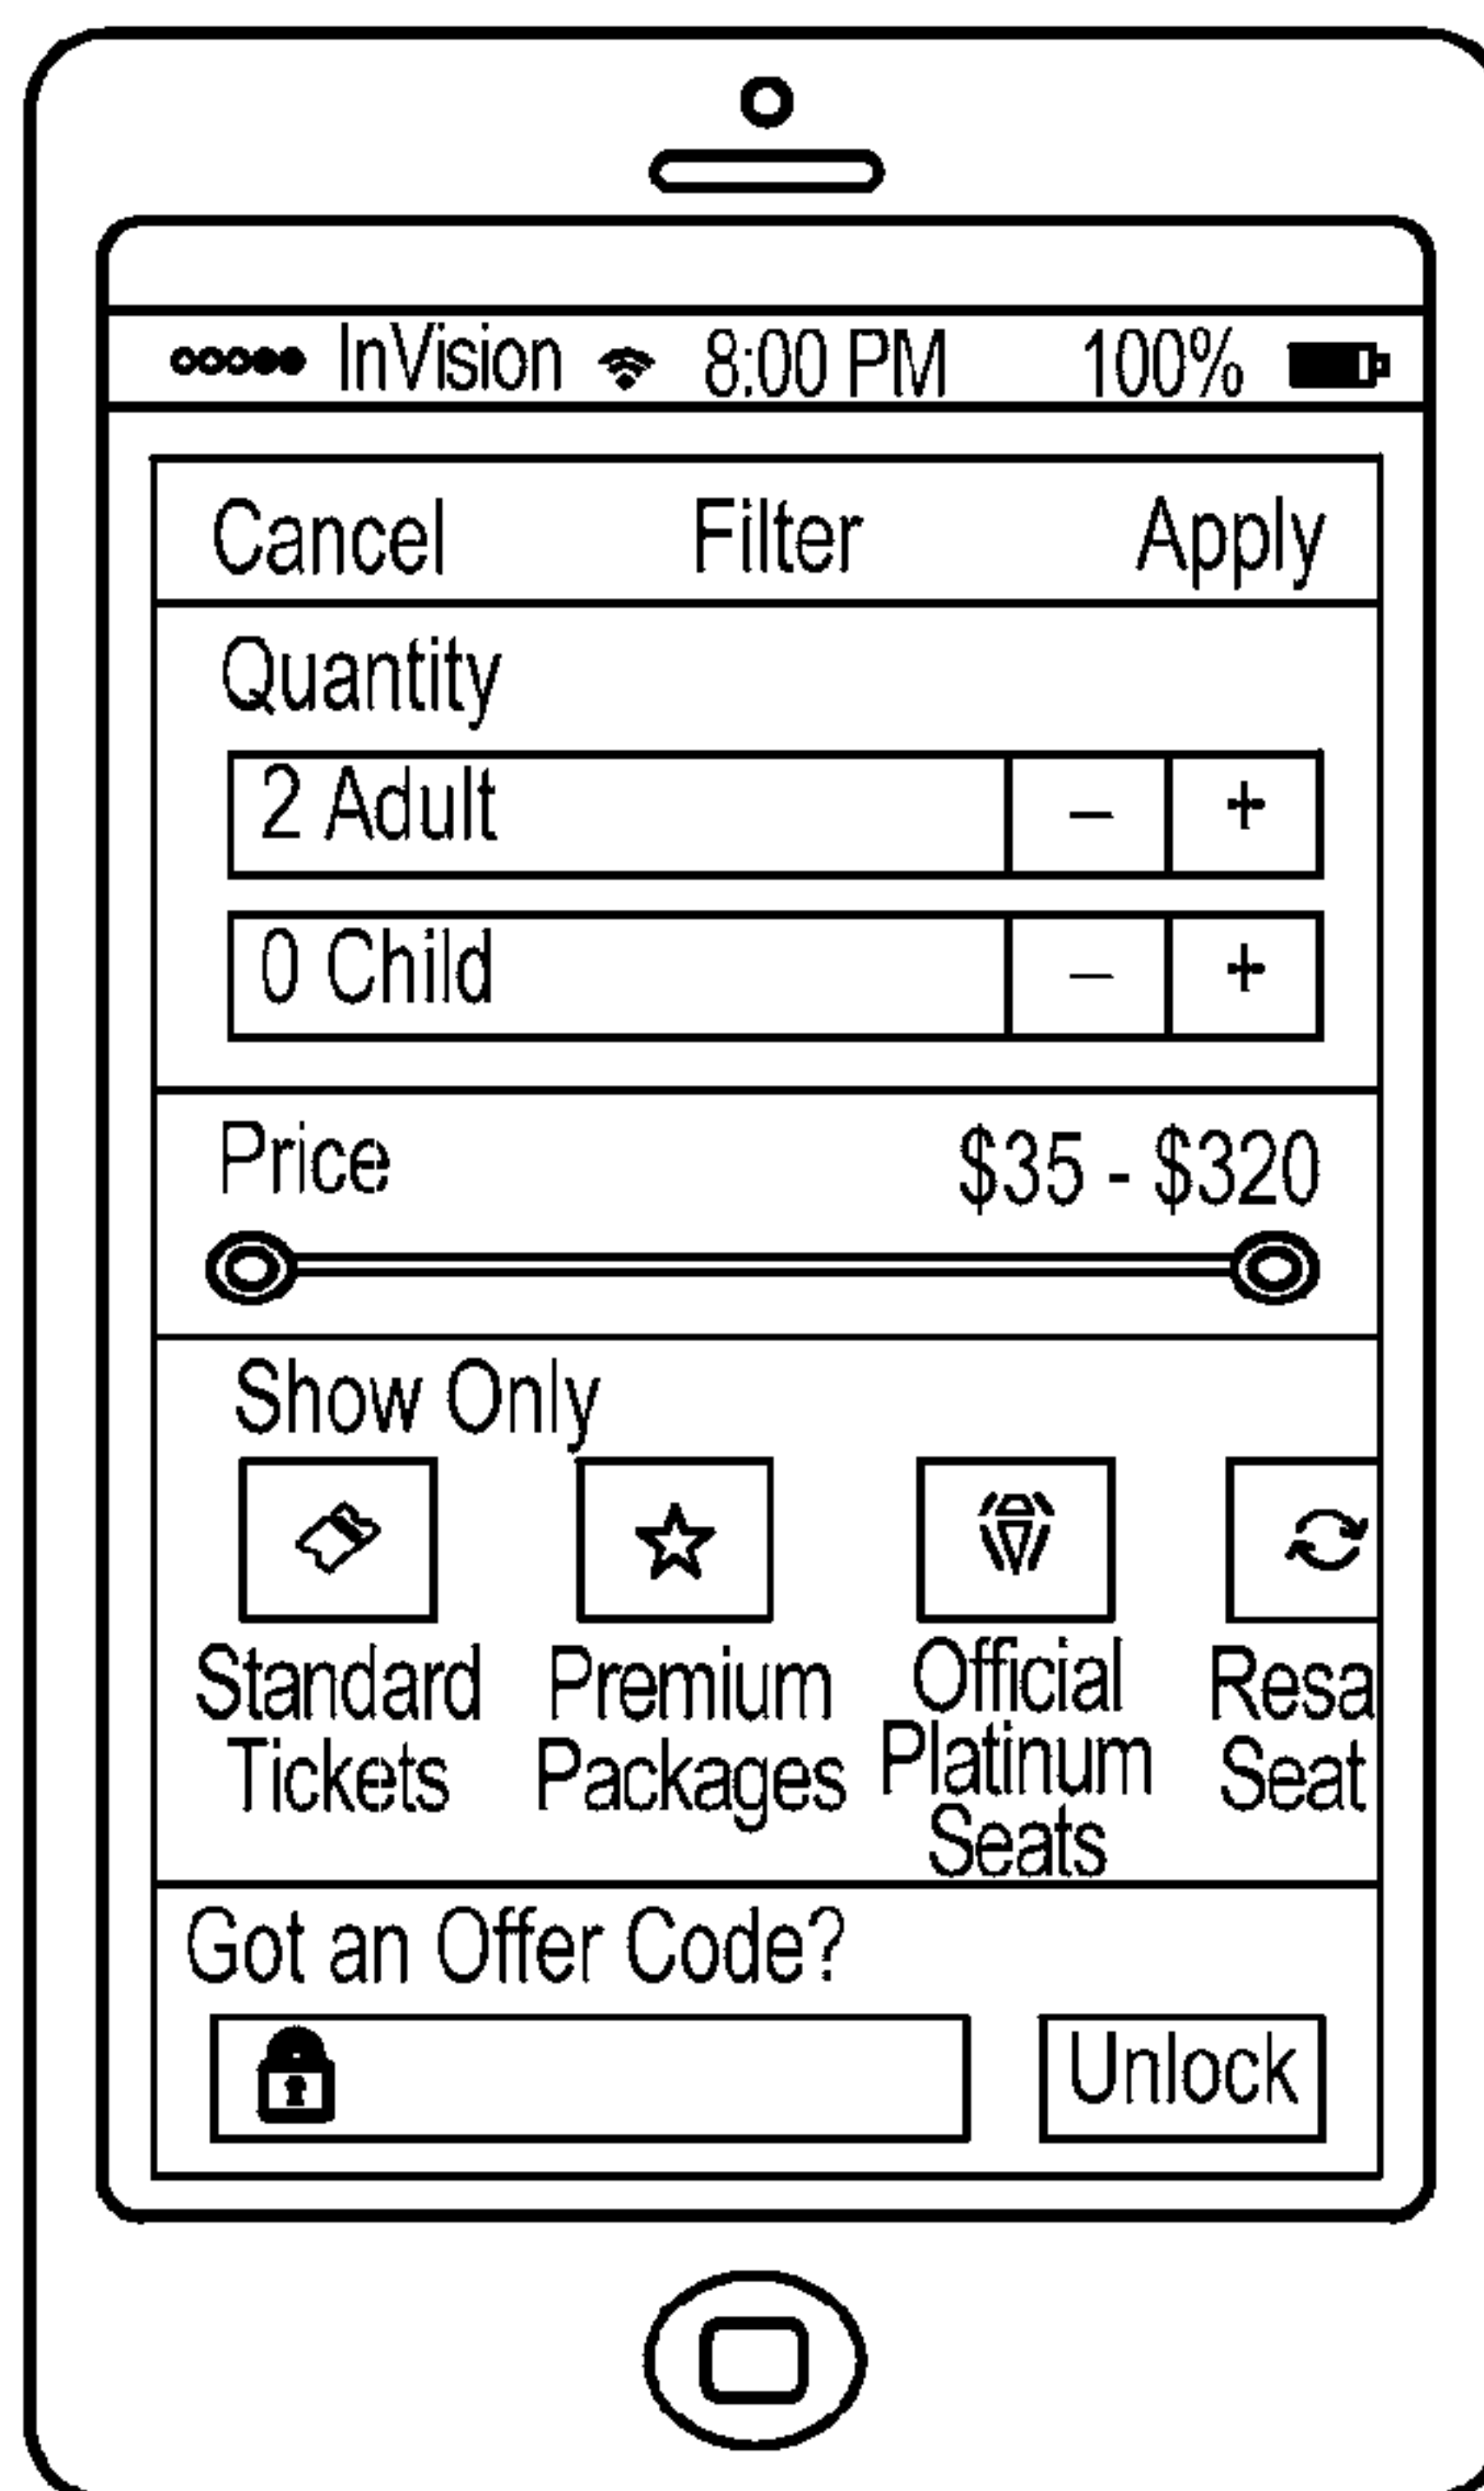 InVision 8:00 PM 100%
Cancel Filter Apply
Quantity
2 Adult – +
0 Child – +
Price $35 - $320
Show Only
Standard Tickets
Premium Packages
Official Platinum Seats
Resa Seat
Got an Offer Code?
Unlock